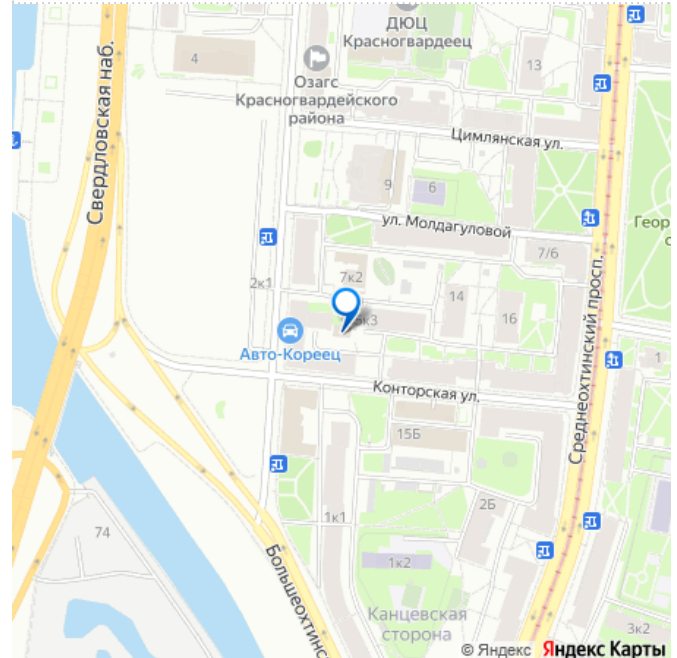 ДЮЦ
Красногвардеец
4
Озагс
Красногвардейского
района
13
Цимлянская ул.
Свердловская наб.
9
6
ул. Молдагуловой
Геор
с
7/6
7к2
2к1
14
16
Авто-Кореец
1
Конторская ул.
Среднеохтинский просп.
15Б
2Б
1к1
74
1к2
Большеохтинс
Канцевская
сторона
3к2
© Яндекс Яндекс Карты